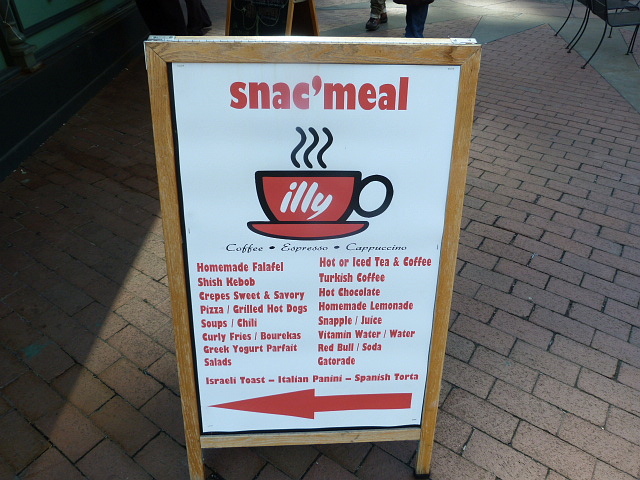 snac'meal
illy
Coffee • Espresso • Cappuccino
Homemade Falafel
Shish Kebob
Crepes Sweet & Savory
Pizza / Grilled Hot Dogs
Soups / Chili
Curly Fries / Bourekas
Greek Yogurt Parfait
Salads
Hot or Iced Tea & Coffee
Turkish Coffee
Hot Chocolate
Homemade Lemonade
Snapple / Juice
Vitamin Water / Water
Red Bull / Soda
Gatorade
Israeli Toast – Italian Panini – Spanish Torta